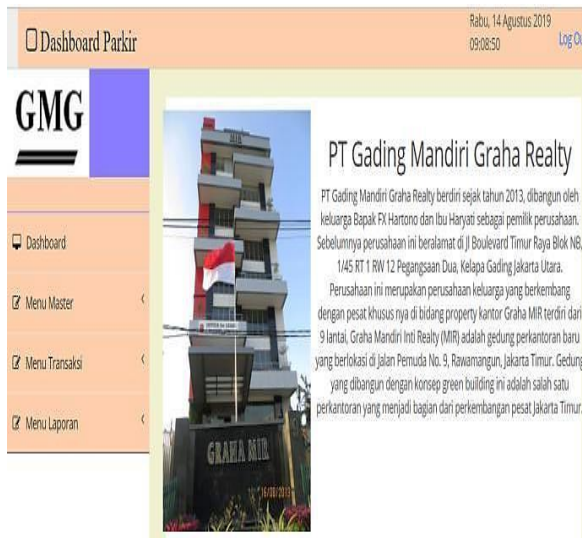 Dashboard Parkir
Rabu, 14 Agustus 2019
09:08:50
Log Ou
GMG
Dashboard
Menu Master
Menu Transaksi
Menu Laporan
MIR
GRAHA MIR
16/08/2013
PT Gading Mandiri Graha Realty
PT Gading Mandiri Graha Realty berdiri sejak tahun 2013, dibangun oleh
keluarga Bapak FX Hartono dan Ibu Haryati sebagai pemilik perusahaan.
Sebelumnya perusahaan ini beralamat di Jl Boulevard Timur Raya Blok NB,
1/45 RT 1 RW 12 Pegangsaan Dua, Kelapa Gading Jakarta Utara.
Perusahaan ini merupakan perusahaan keluarga yang berkembang
dengan pesat khusus nya di bidang property kantor Graha MIR terdiri dari
9 lantai, Graha Mandiri Inti Realty (MIR) adalah gedung perkantoran baru
yang berlokasi di Jalan Pemuda No. 9, Rawamangun, Jakarta Timur. Gedung
yang dibangun dengan konsep green building ini adalah salah satu
perkantoran yang menjadi bagian dari perkembangan pesat Jakarta Timur.